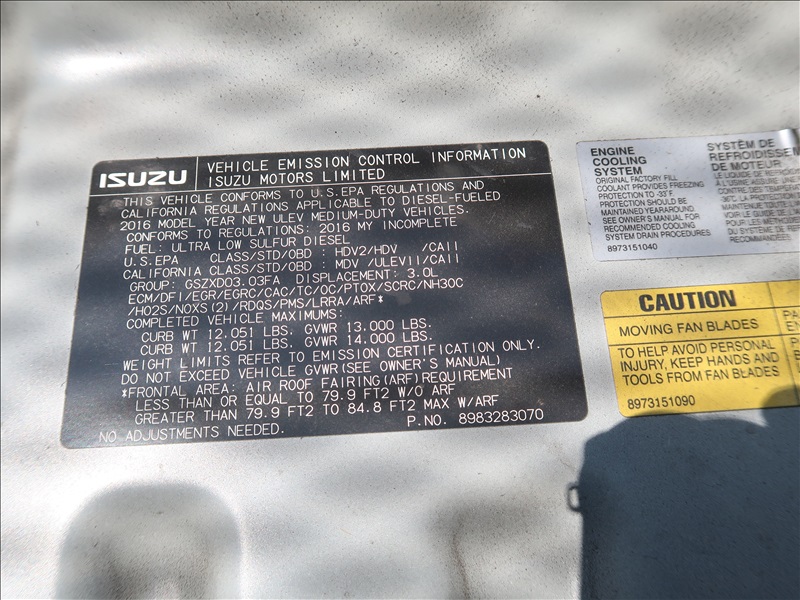 ISUZU
VEHICLE EMISSION CONTROL INFORMATION
ISUZU MOTORS LIMITED
THIS VEHICLE CONFORMS TO U.S.EPA REGULATIONS AND
CALIFORNIA REGULATIONS APPLICABLE TO DIESEL-FUELED
2016 MODEL YEAR NEW ULEV MEDIUM-DUTY VEHICLES.
CONFORMS TO REGULATIONS: 2016 MY INCOMPLETE
FUEL: ULTRA LOW SULFUR DIESEL
U.S.EPA CLASS/STD/OBD : HDV2/HDV /CAII
CALIFORNIA CLASS/STD/OBD : MDV /ULEVII/CAII
GROUP: GSZXD03.03FA DISPLACEMENT: 3.0L
ECM/DFI/EGR/EGRC/CAC/TC/OC/PTOX/SCRC/NH3OC
/HO2S/NOXS(2)/RDQS/PMS/LRRA/ARF*
COMPLETED VEHICLE MAXIMUMS:
CURB WT 12.051 LBS. GVWR 13.000 LBS.
CURB WT 12.051 LBS. GVWR 14.000 LBS.
WEIGHT LIMITS REFER TO EMISSION CERTIFICATION ONLY.
DO NOT EXCEED VEHICLE GVWR(SEE OWNER'S MANUAL)
*FRONTAL AREA: AIR ROOF FAIRING(ARF)REQUIREMENT
LESS THAN OR EQUAL TO 79.9 FT2 W/O ARF
GREATER THAN 79.9 FT2 TO 84.8 FT2 MAX W/ARF
NO ADJUSTMENTS NEEDED.
P.NO. 8983283070
ENGINE
COOLING
SYSTEM
ORIGINAL FACTORY FILL
COOLANT PROVIDES FREEZING
PROTECTION TO -33°F.
PROTECTION SHOULD BE
MAINTAINED YEAR AROUND.
SEE OWNER'S MANUAL FOR
RECOMMENDED COOLING
SYSTEM DRAIN PROCEDURES
8973151040
SYSTÈM DE
REFROIDISSEM
DE MOTEUR
CAUTION
MOVING FAN BLADES
TO HELP AVOID PERSONAL
INJURY, KEEP HANDS AND
TOOLS FROM FAN BLADES
8973151090